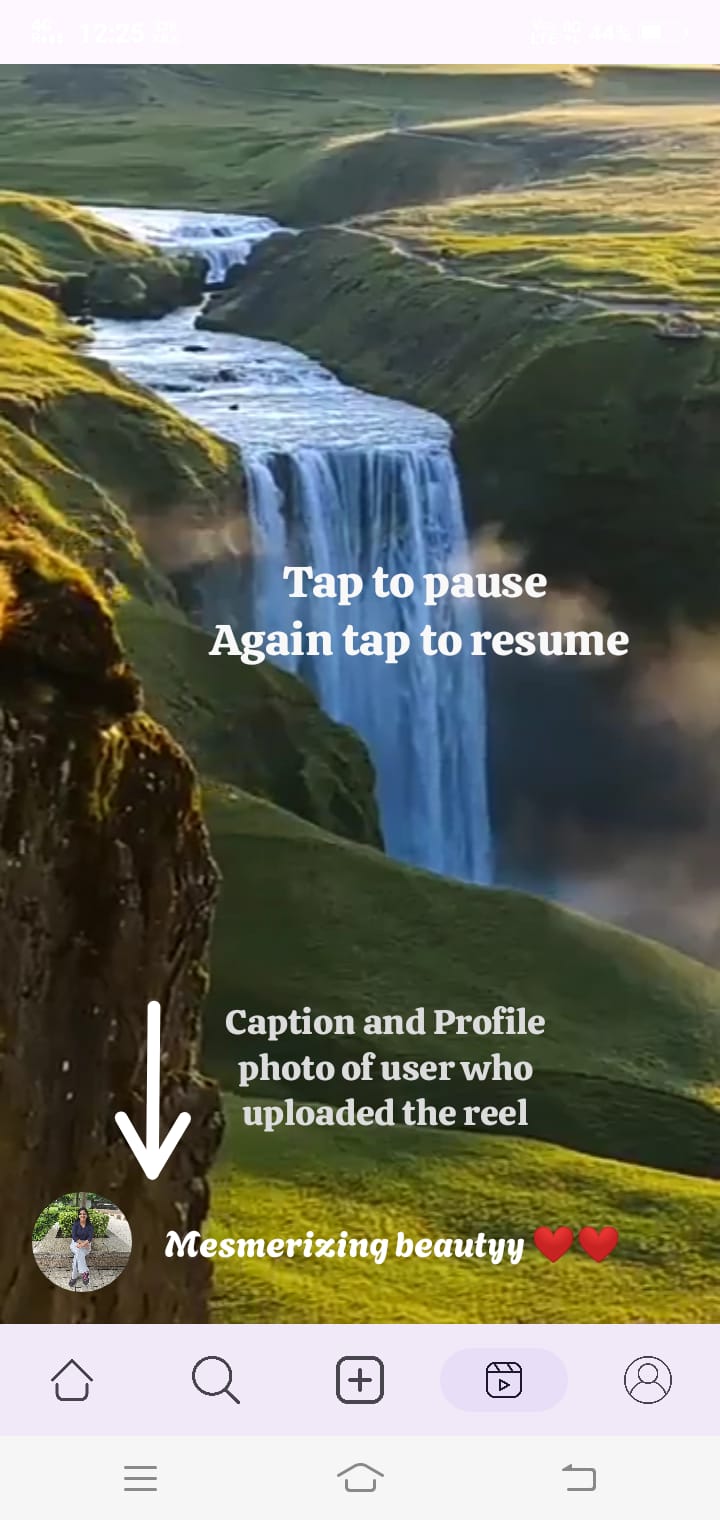 12:25
44%
Tap to pause
Again tap to resume
Caption and Profile
photo of user who
uploaded the reel
Mesmerizing beautyy ❤️❤️